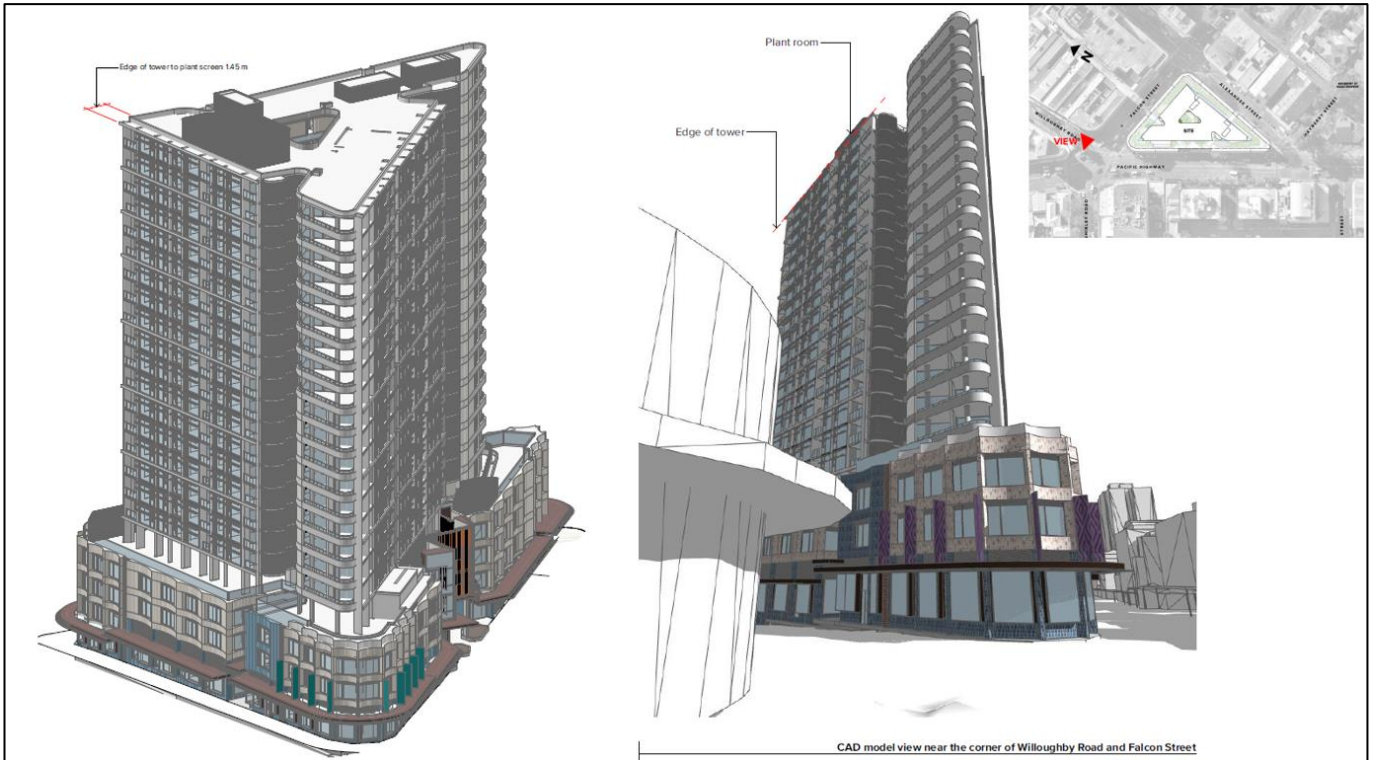 Edge of tower to plant screen 1.45 m
Plant room
Edge of tower
N
FALCON STREET
ALEXANDER STREET
WILLOUGHBY ROAD
VIEW
SITE
PACIFIC HIGHWAY
STREET
CAD model view near the corner of Willoughby Road and Falcon Street